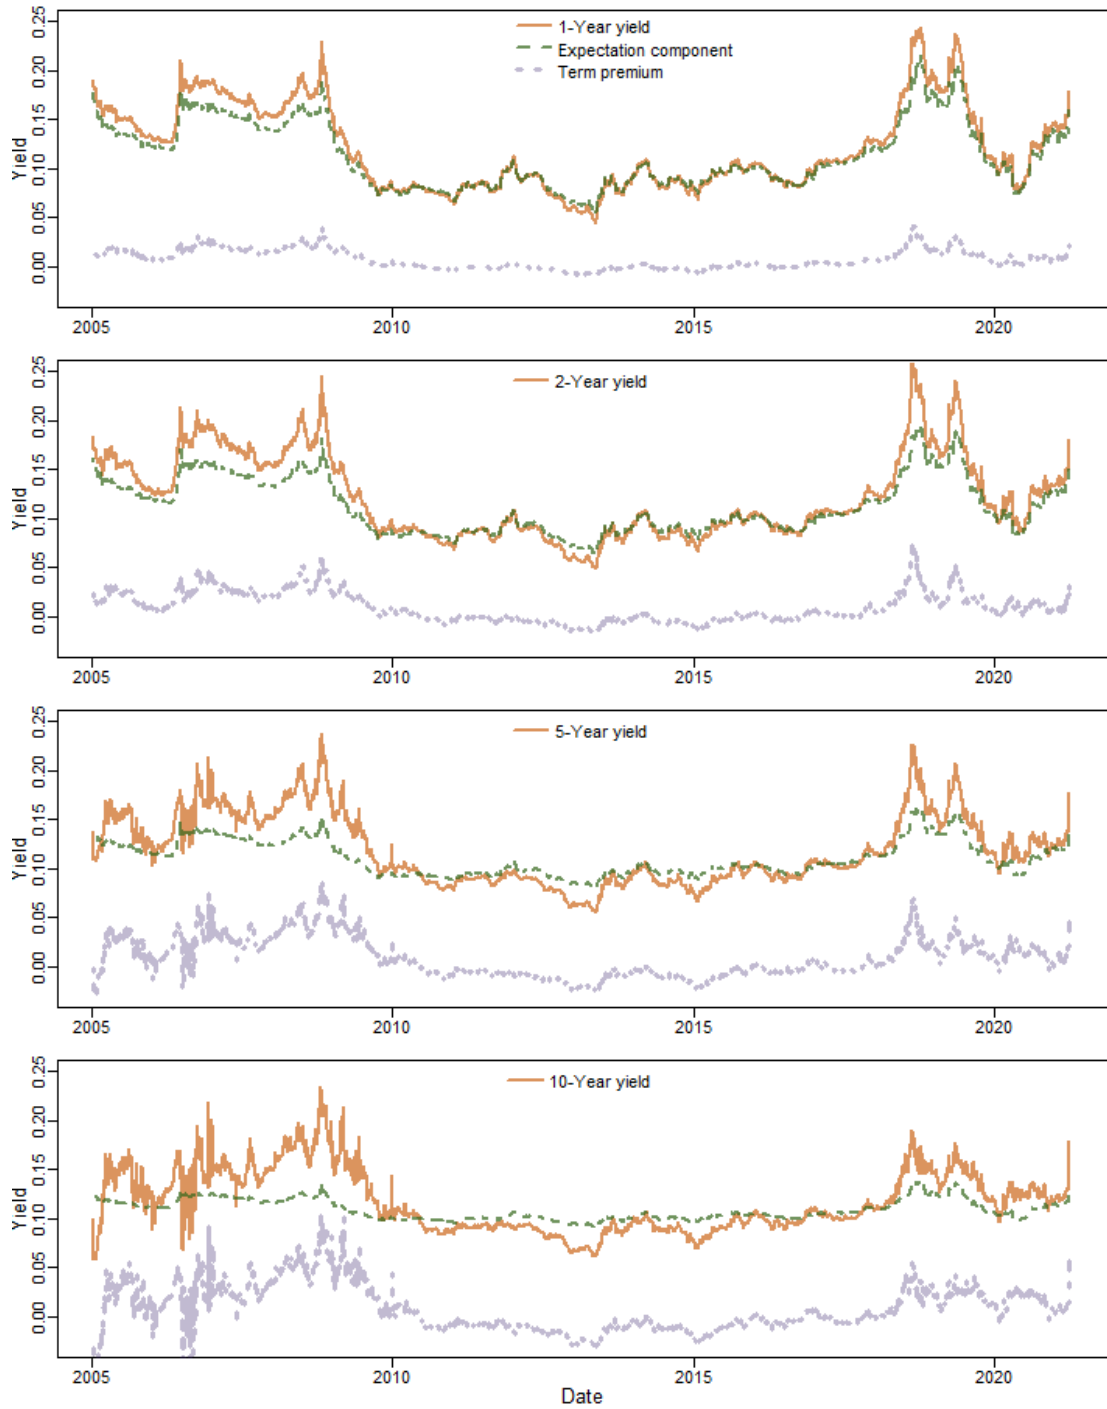 1-Year yield
Expectation component
Term premium
Yield
0.00 0.05 0.10 0.15 0.20 0.25
2005 2010 2015 2020
2-Year yield
Yield
0.00 0.05 0.10 0.15 0.20 0.25
2005 2010 2015 2020
5-Year yield
Yield
0.00 0.05 0.10 0.15 0.20 0.25
2005 2010 2015 2020
10-Year yield
Yield
0.00 0.05 0.10 0.15 0.20 0.25
2005 2010 2015 2020
Date